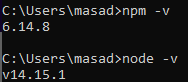 C:\Users\masad>npm -v
6.14.8
C:\Users\masad>node -v
v14.15.1